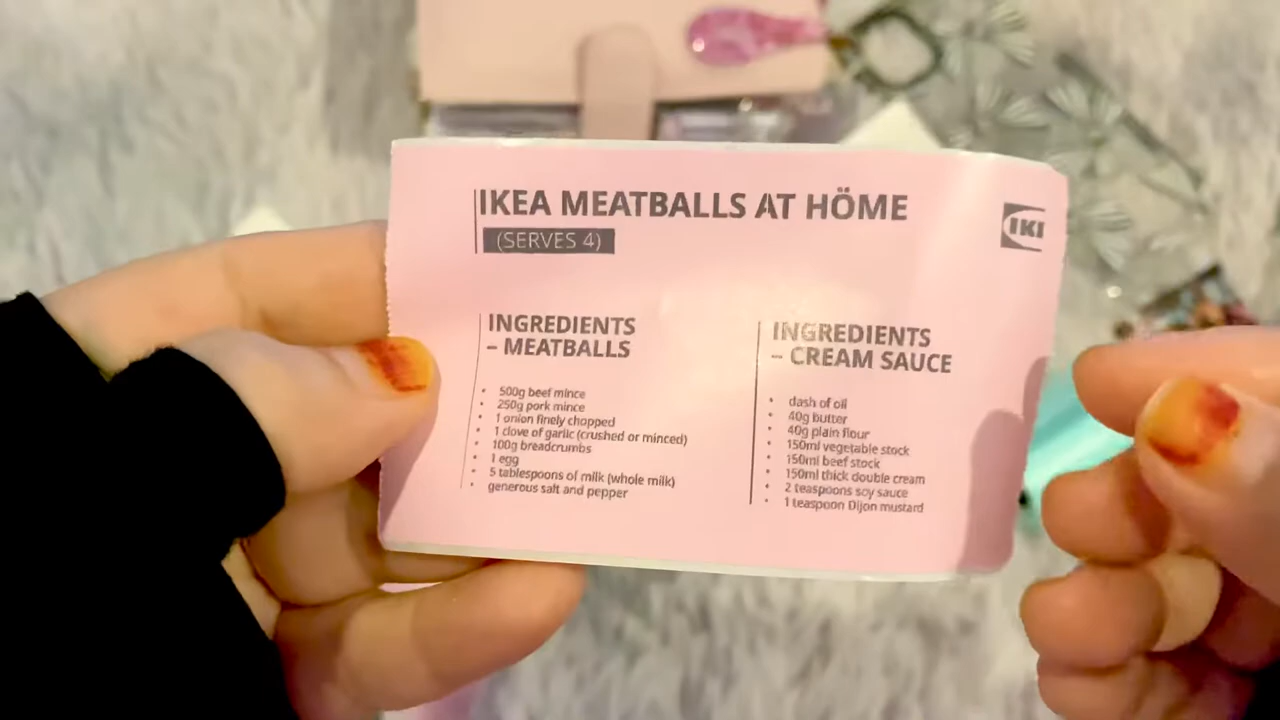 IKEA MEATBALLS AT HÖME
(SERVES 4)
IKI
INGREDIENTS
– MEATBALLS
• 500g beef mince
• 250g pork mince
• 1 onion finely chopped
• 1 clove of garlic (crushed or minced)
• 100g breadcrumbs
• 1 egg
• 5 tablespoons of milk (whole milk)
• generous salt and pepper
INGREDIENTS
– CREAM SAUCE
• dash of oil
• 40g butter
• 40g plain flour
• 150ml vegetable stock
• 150ml beef stock
• 150ml thick double cream
• 2 teaspoons soy sauce
• 1 teaspoon Dijon mustard